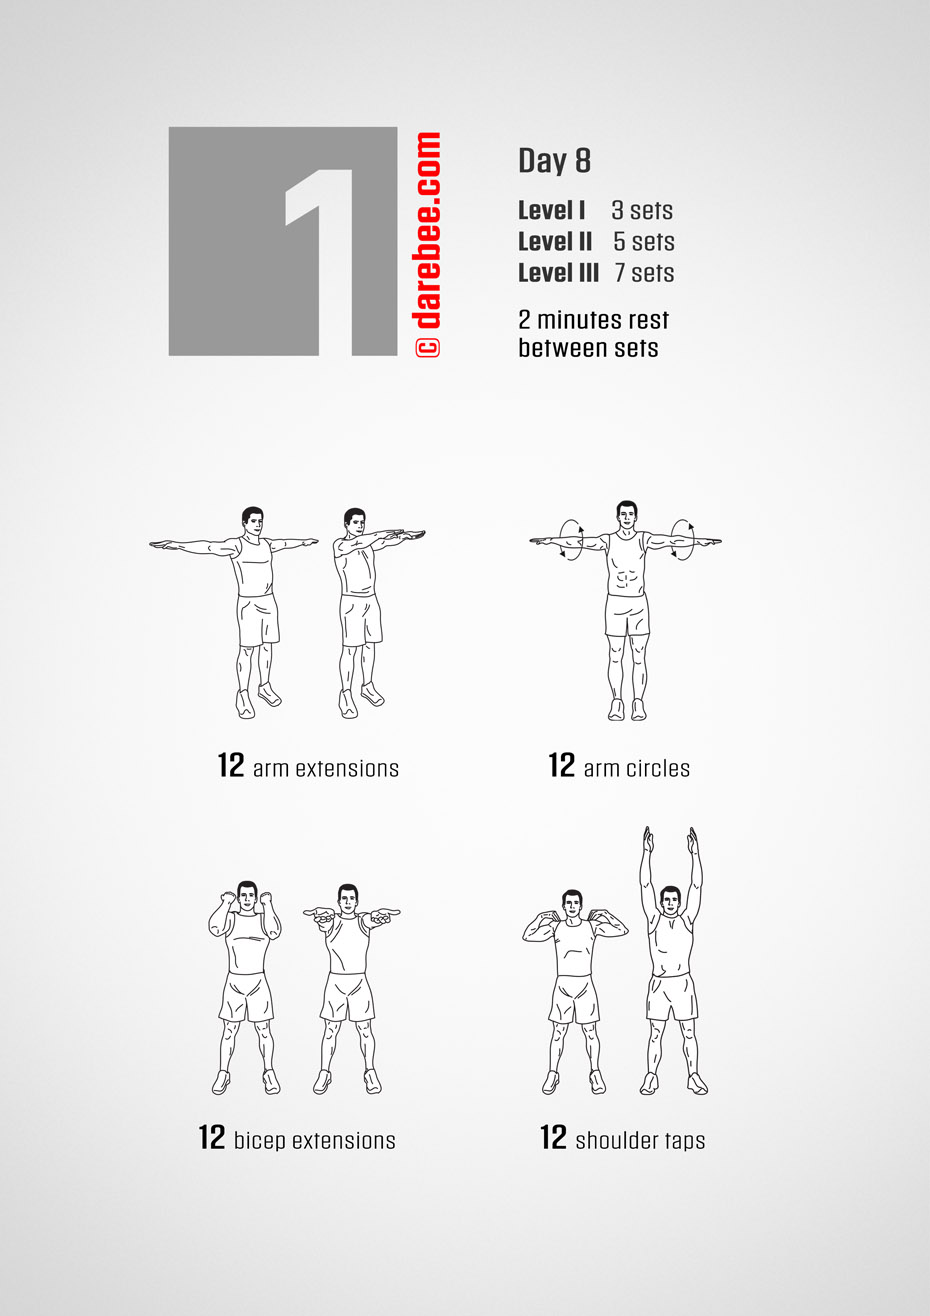 1
© darebee.com
Day 8
Level I 3 sets
Level II 5 sets
Level III 7 sets
2 minutes rest
between sets
12 arm extensions
12 arm circles
12 bicep extensions
12 shoulder taps